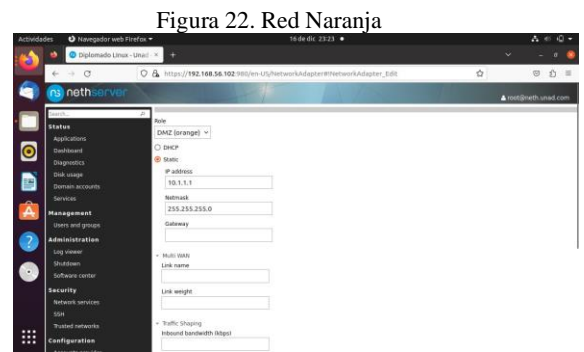 Figura 22. Red Naranja
Actividades
Navegador web Firefox
16 de dic 23:23
Diplomado Linux - Unad
https://192.168.56.102:980/en-US/NetworkAdapter#!NetworkAdapter_Edit
nethserver
root@neth.unad.com
Search...
Status
Applications
Dashboard
Diagnostics
Disk usage
Domain accounts
Services
Management
Users and groups
Administration
Log viewer
Shutdown
Software center
Security
Network services
SSH
Trusted networks
Configuration
Accounts provider
Role
DMZ (orange)
DHCP
Static
IP address
10.1.1.1
Netmask
255.255.255.0
Gateway
Multi WAN
Link name
Link weight
Traffic Shaping
Inbound bandwidth (kbps)